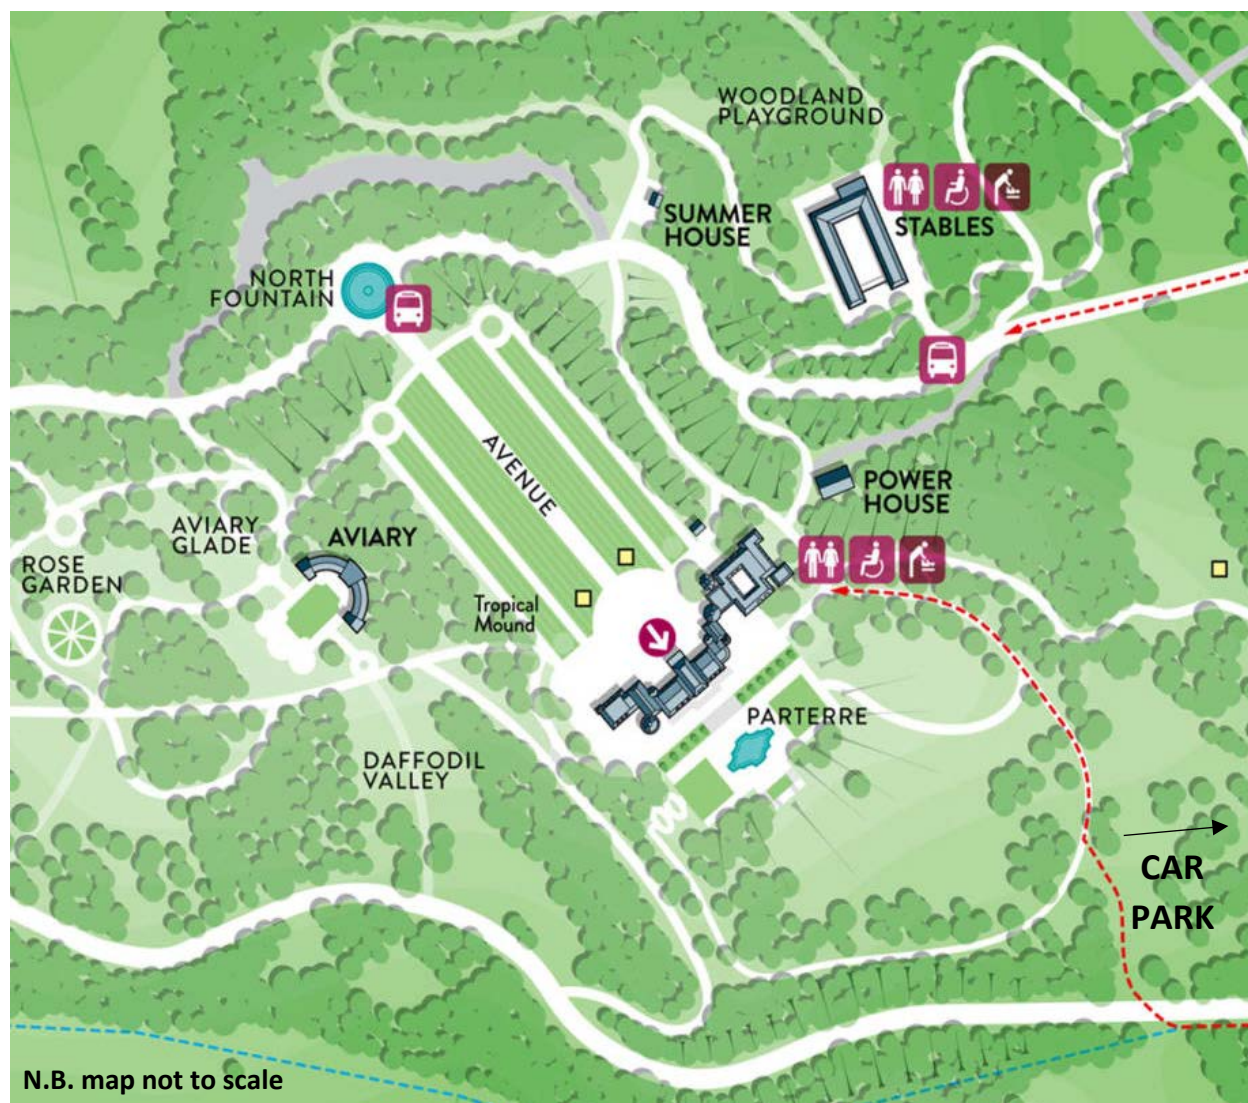 WOODLAND
PLAYGROUND
SUMMER
HOUSE
STABLES
NORTH
FOUNTAIN
AVENUE
POWER
HOUSE
AVIARY
GLADE
AVIARY
ROSE
GARDEN
Tropical
Mound
PARTERRE
DAFFODIL
VALLEY
CAR
PARK
N.B. map not to scale